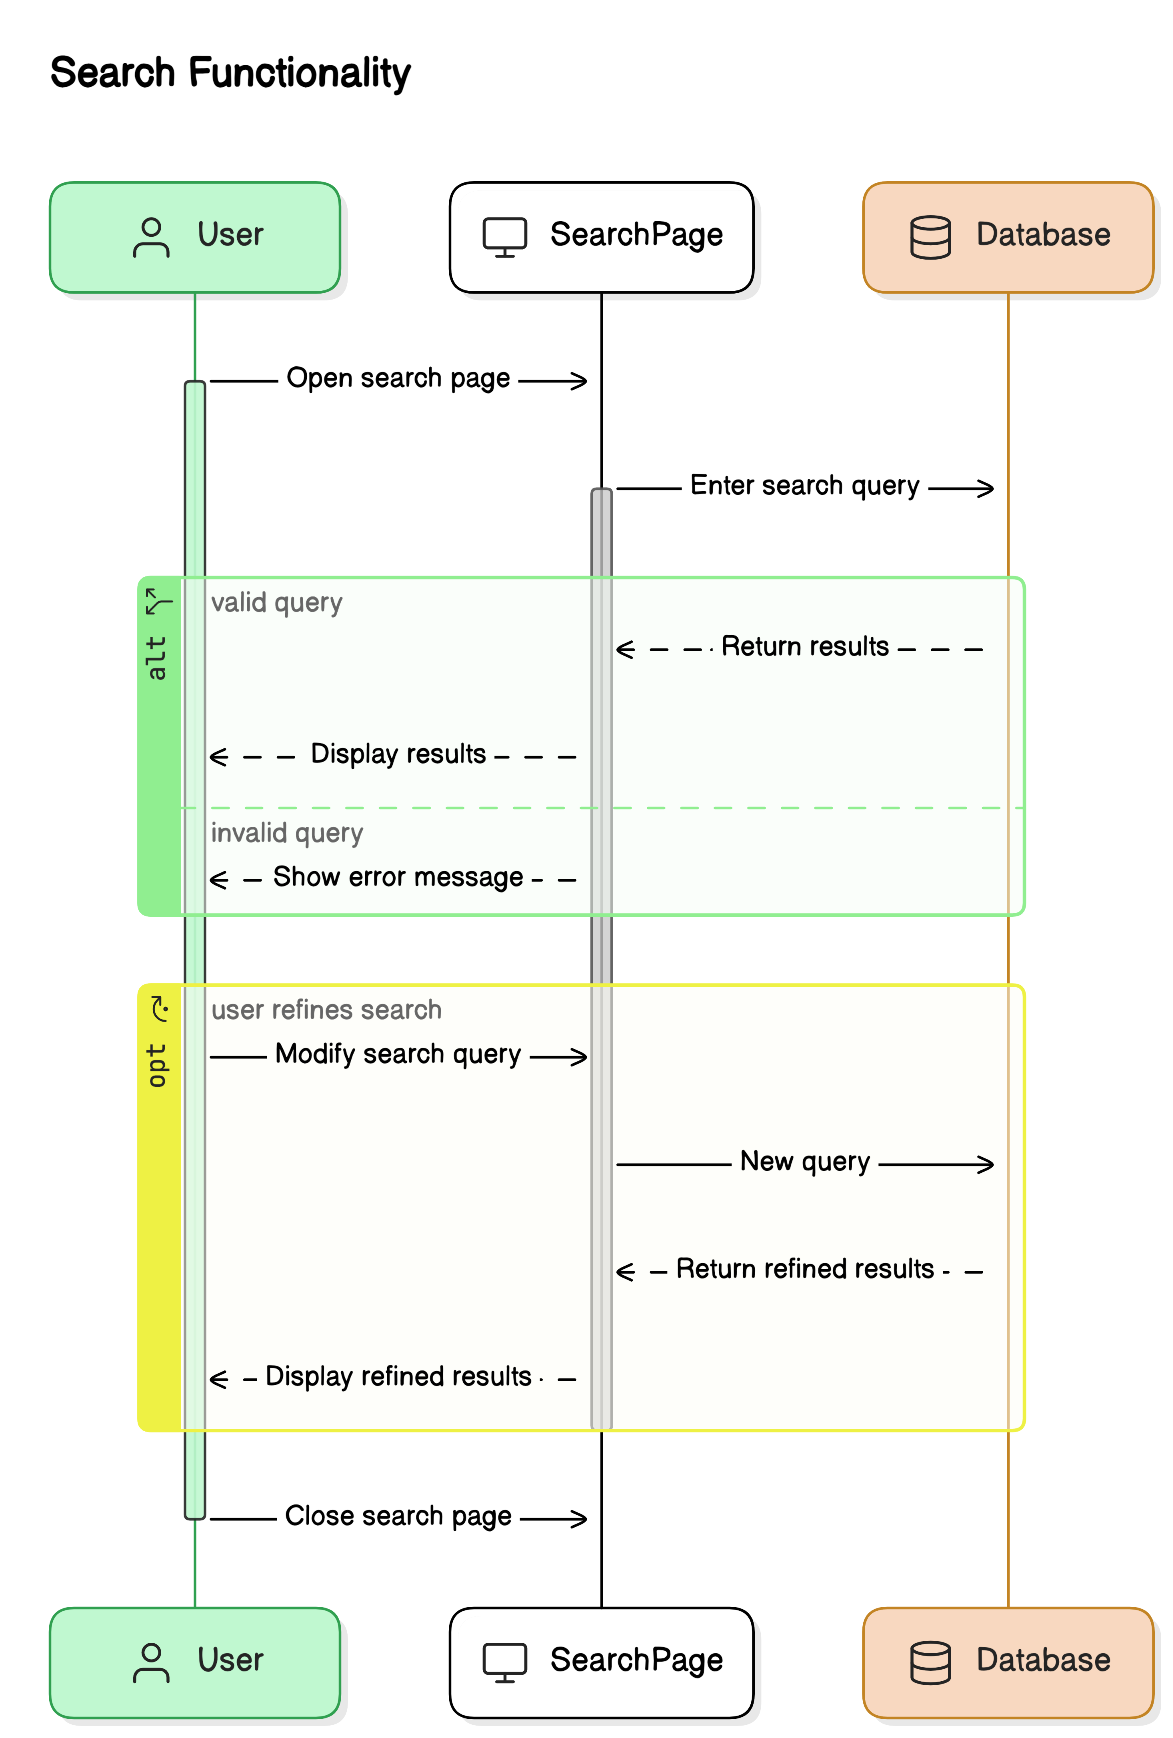 Search Functionality
User
SearchPage
Database
Open search page
Enter search query
alt
valid query
Return results
Display results
invalid query
Show error message
opt
user refines search
Modify search query
New query
Return refined results
Display refined results
Close search page
User
SearchPage
Database